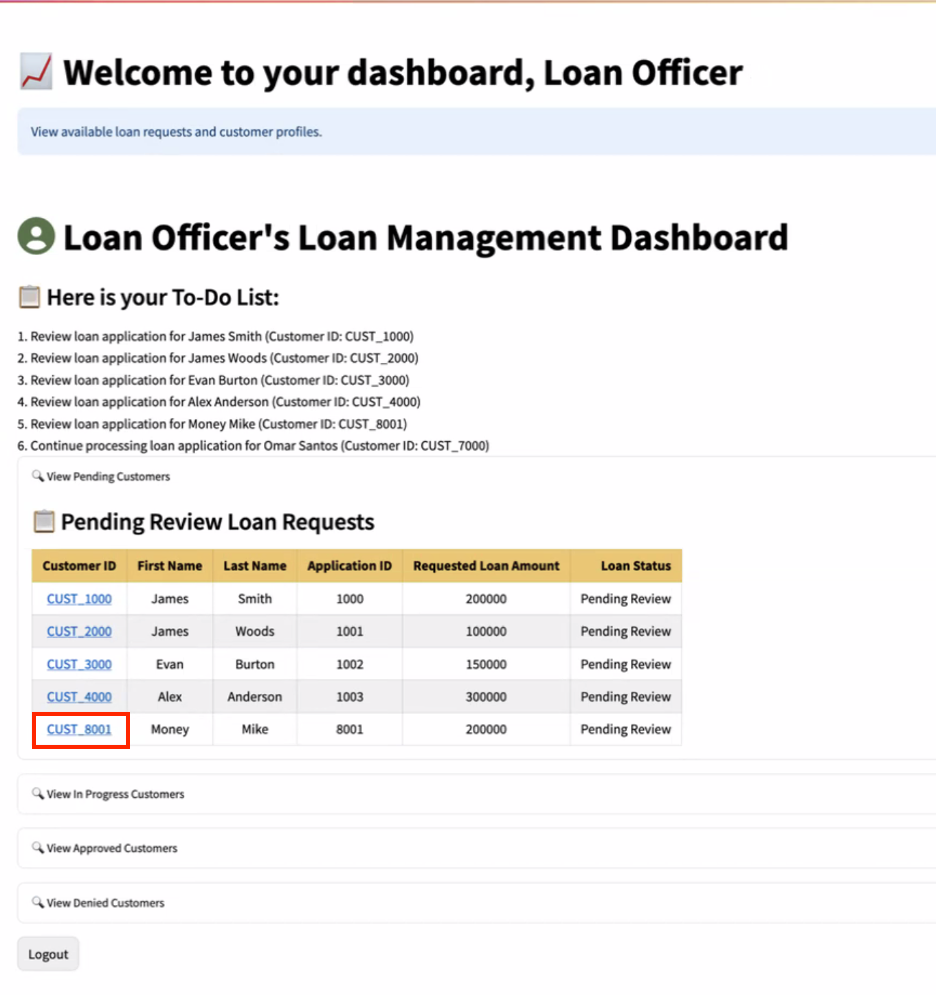 Welcome to your dashboard, Loan Officer
View available loan requests and customer profiles.
Loan Officer's Loan Management Dashboard
Here is your To-Do List:
1. Review loan application for James Smith (Customer ID: CUST_1000)
2. Review loan application for James Woods (Customer ID: CUST_2000)
3. Review loan application for Evan Burton (Customer ID: CUST_3000)
4. Review loan application for Alex Anderson (Customer ID: CUST_4000)
5. Review loan application for Money Mike (Customer ID: CUST_8001)
6. Continue processing loan application for Omar Santos (Customer ID: CUST_7000)
View Pending Customers
Pending Review Loan Requests
Customer ID First Name Last Name Application ID Requested Loan Amount Loan Status
CUST_1000 James Smith 1000 200000 Pending Review
CUST_2000 James Woods 1001 100000 Pending Review
CUST_3000 Evan Burton 1002 150000 Pending Review
CUST_4000 Alex Anderson 1003 300000 Pending Review
CUST_8001 Money Mike 8001 200000 Pending Review
View In Progress Customers
View Approved Customers
View Denied Customers
Logout